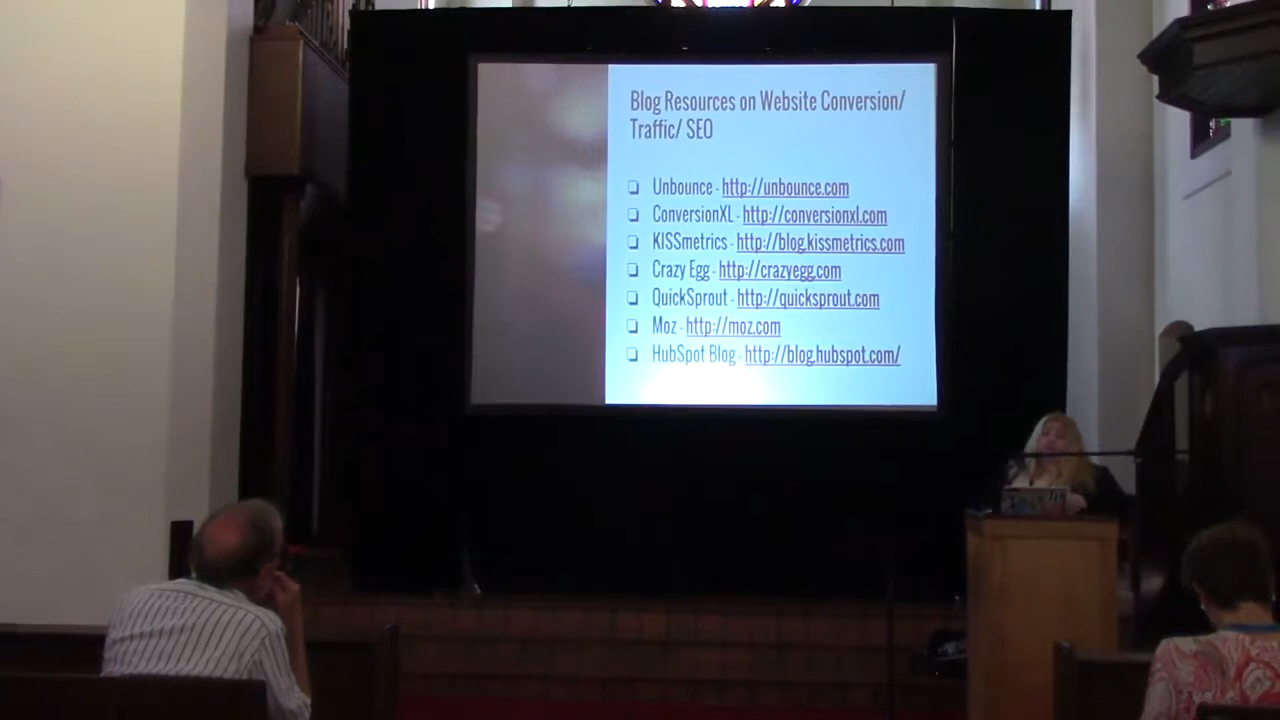 Blog Resources on Website Conversion/
Traffic/ SEO
❏ Unbounce - http://unbounce.com
❏ ConversionXL - http://conversionxl.com
❏ KISSmetrics - http://blog.kissmetrics.com
❏ Crazy Egg - http://crazyegg.com
❏ QuickSprout - http://quicksprout.com
❏ Moz - http://moz.com
❏ HubSpot Blog - http://blog.hubspot.com/